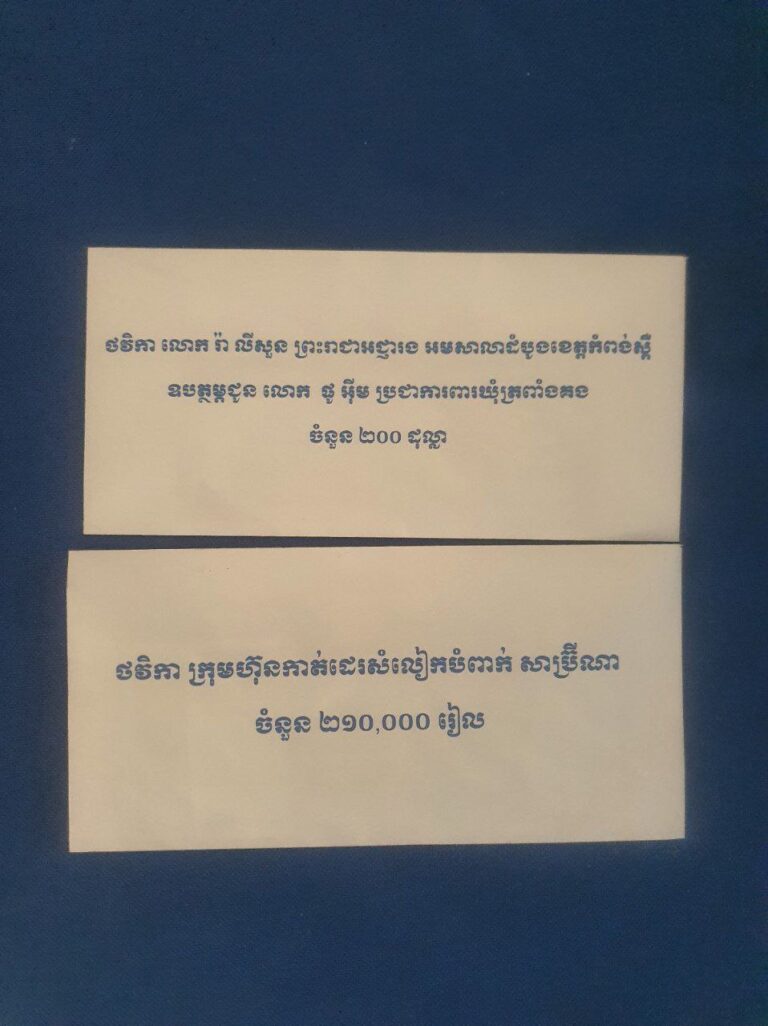 ថវិកា លោក រ៉ា លីសួន ព្រះរាជាអជ្ញារង អមសាលាដំបូងខេត្តកំពង់ស្ពឺ
ឧបត្ថម្ភជូន លោក ផូ អ៊ីម ប្រជាការពារឃុំត្រពាំងគង
ចំនួន ២០០ ដុល្លា
ថវិកា ក្រុមហ៊ុនកាត់ដេរសំលៀកបំពាក់ សាប្រ៊ីណា
ចំនួន ២១០,០០០ រៀល